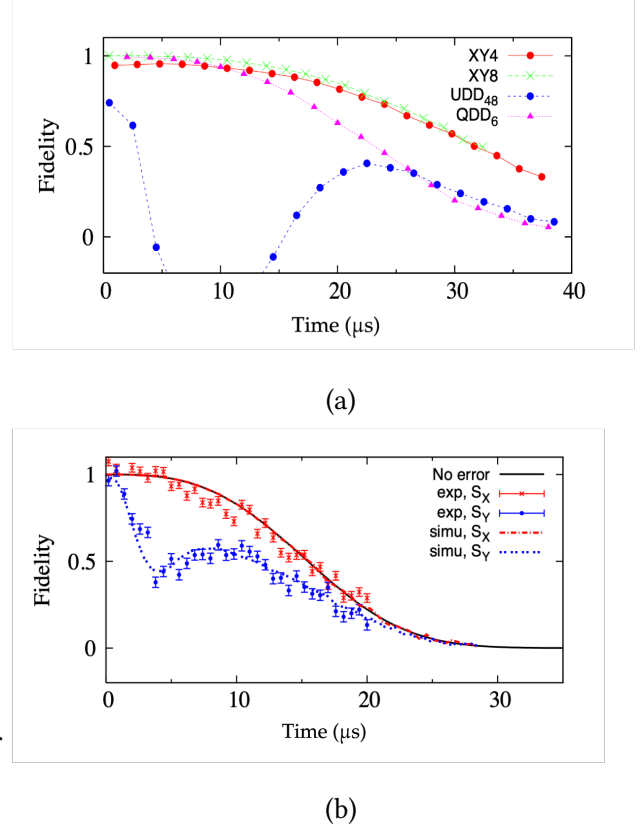 1
0.5
0
Fidelity
XY4
XY8
UDD48
QDD6
0 10 20 30 40
Time (μs)
(a)
1
0.5
0
Fidelity
No error
exp, SX
exp, SY
simu, SX
simu, SY
0 10 20 30
Time (μs)
(b)